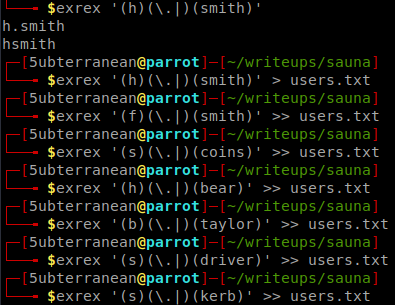 └──╼ $exrex '(h)(\.|)(smith)'
h.smith
hsmith
┌─[5ubterranean@parrot]─[~/writeups/sauna]
└──╼ $exrex '(h)(\.|)(smith)' > users.txt
┌─[5ubterranean@parrot]─[~/writeups/sauna]
└──╼ $exrex '(f)(\.|)(smith)' >> users.txt
┌─[5ubterranean@parrot]─[~/writeups/sauna]
└──╼ $exrex '(s)(\.|)(coins)' >> users.txt
┌─[5ubterranean@parrot]─[~/writeups/sauna]
└──╼ $exrex '(h)(\.|)(bear)' >> users.txt
┌─[5ubterranean@parrot]─[~/writeups/sauna]
└──╼ $exrex '(b)(\.|)(taylor)' >> users.txt
┌─[5ubterranean@parrot]─[~/writeups/sauna]
└──╼ $exrex '(s)(\.|)(driver)' >> users.txt
┌─[5ubterranean@parrot]─[~/writeups/sauna]
└──╼ $exrex '(s)(\.|)(kerb)' >> users.txt